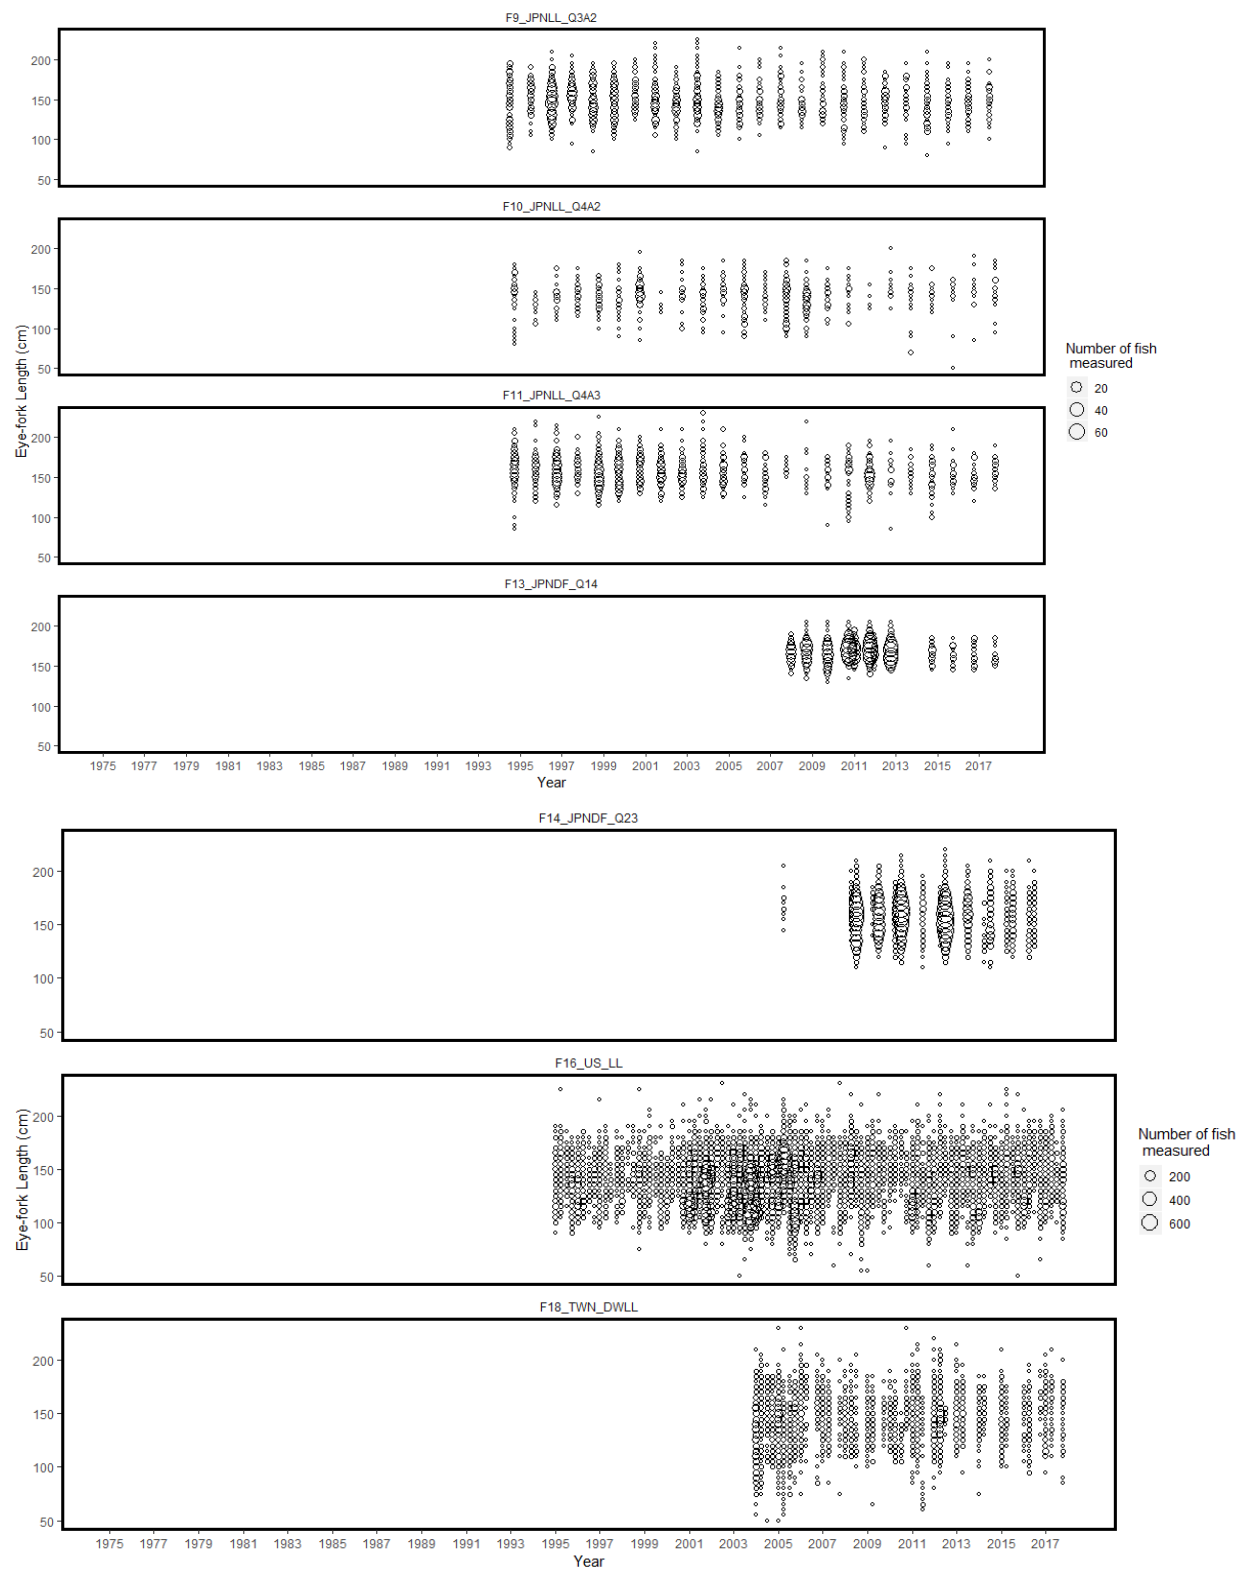 F9_JPNLL_Q3A2
200
150
100
50
F10_JPNLL_Q4A2
200
150
100
50
F11_JPNLL_Q4A3
200
150
100
50
F13_JPNDF_Q14
200
150
100
50
Eye-fork Length (cm)
1975 1977 1979 1981 1983 1985 1987 1989 1991 1993 1995 1997 1999 2001 2003 2005 2007 2009 2011 2013 2015 2017
Year
Number of fish
measured
20
40
60
F14_JPNDF_Q23
200
150
100
50
F16_US_LL
200
150
100
50
F18_TWN_DWLL
200
150
100
50
Eye-fork Length (cm)
1975 1977 1979 1981 1983 1985 1987 1989 1991 1993 1995 1997 1999 2001 2003 2005 2007 2009 2011 2013 2015 2017
Year
Number of fish
measured
200
400
600